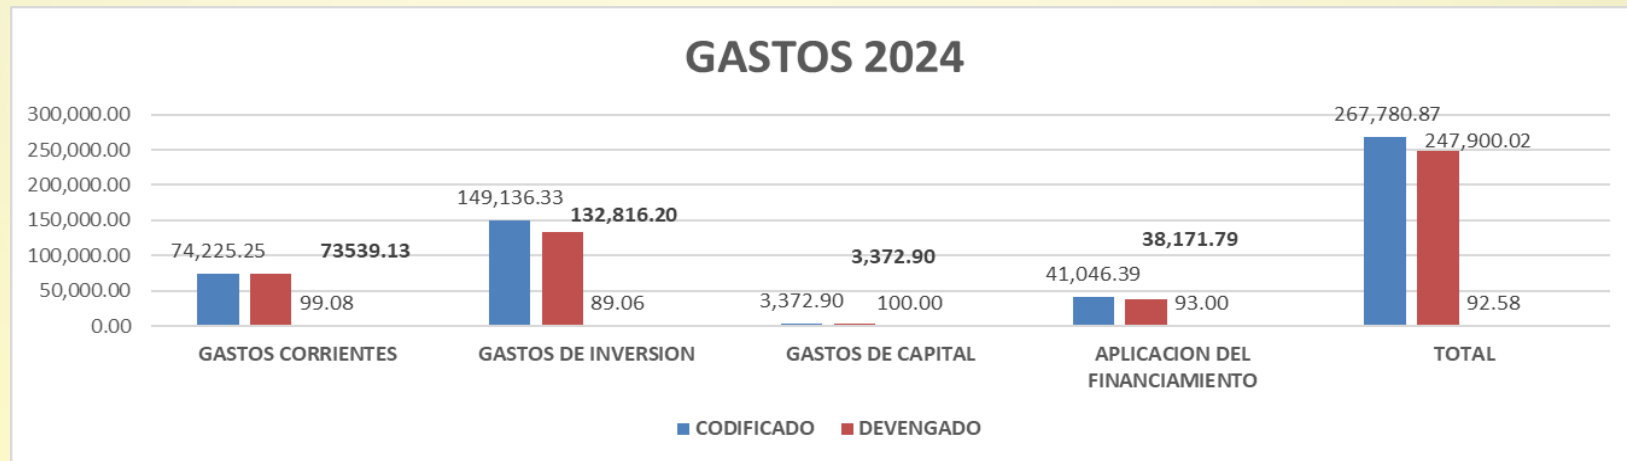 GASTOS 2024
300,000.00
250,000.00
200,000.00
150,000.00
100,000.00
50,000.00
0.00
74,225.25
73539.13
99.08
149,136.33
132,816.20
89.06
3,372.90
3,372.90
100.00
41,046.39
38,171.79
93.00
267,780.87
247,900.02
92.58
GASTOS CORRIENTES
GASTOS DE INVERSION
GASTOS DE CAPITAL
APLICACION DEL
FINANCIAMIENTO
TOTAL
CODIFICADO
DEVENGADO